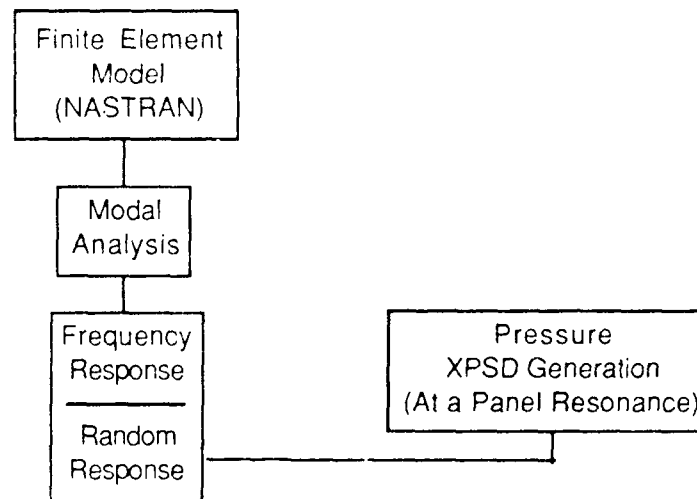 Finite Element
Model
(NASTRAN)
Modal
Analysis
Frequency
Response
Random
Response
Pressure
XPSD Generation
(At a Panel Resonance)